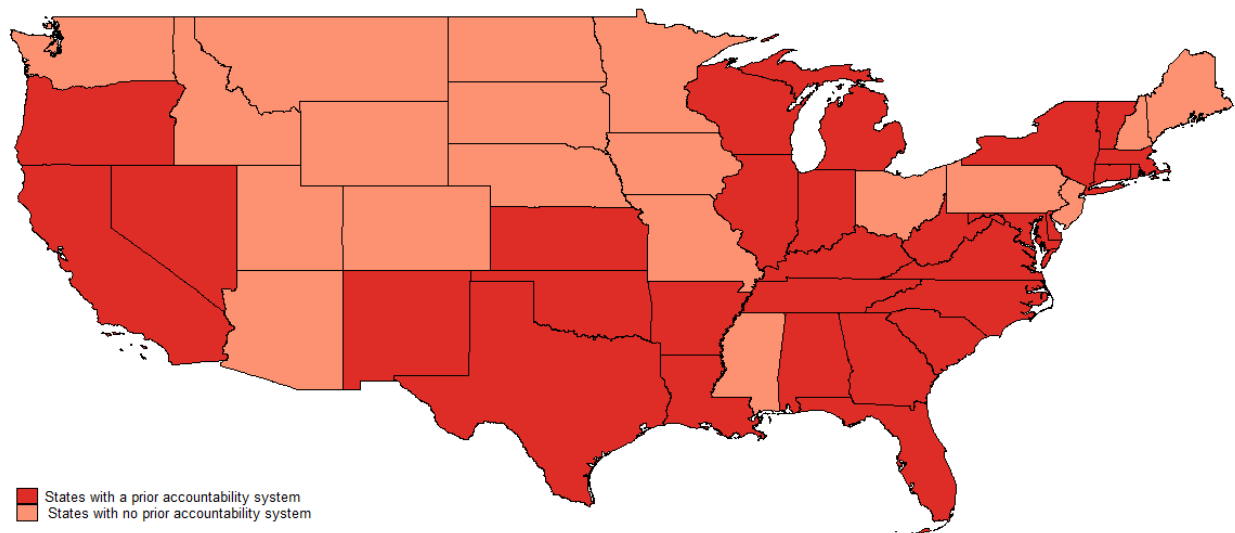 States with a prior accountability system
States with no prior accountability system